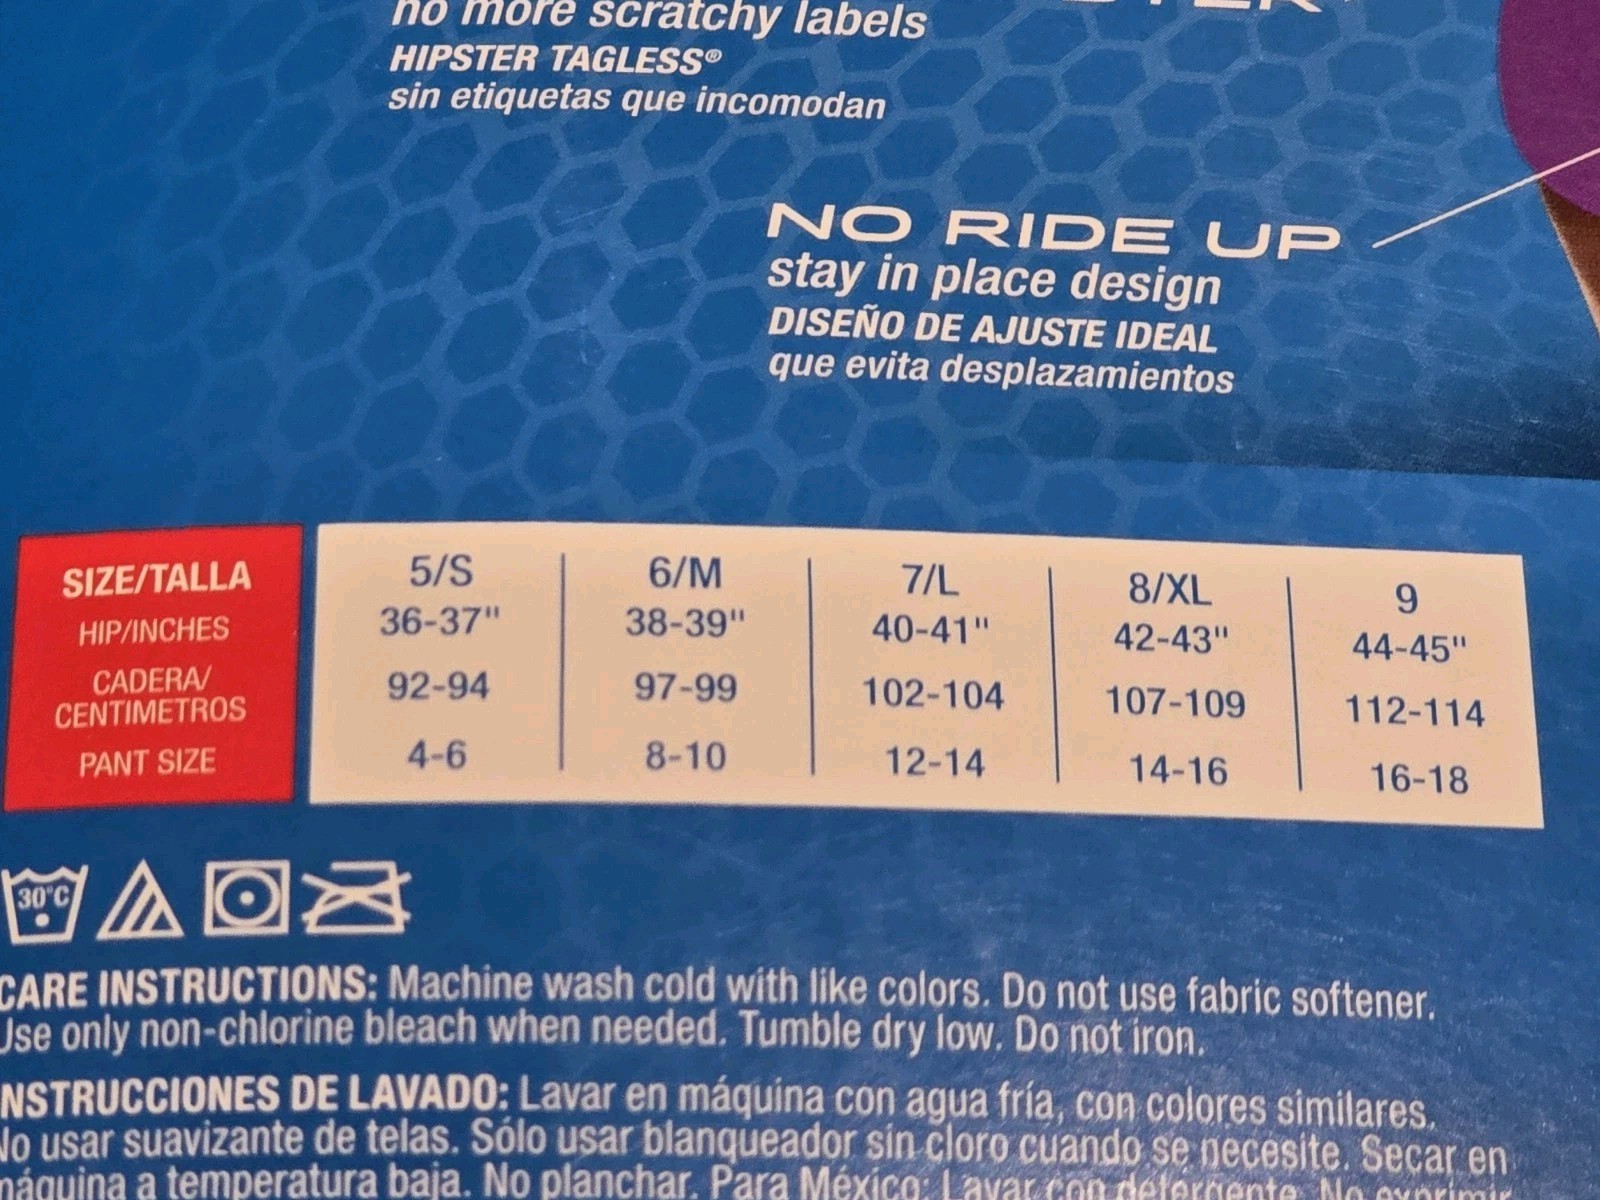 no more scratchy labels
HIPSTER TAGLESS®
sin etiquetas que incomodan
NO RIDE UP
stay in place design
DISEÑO DE AJUSTE IDEAL
que evita desplazamientos
SIZE/TALLA 5/S 6/M 7/L 8/XL 9
HIP/INCHES 36-37" 38-39" 40-41" 42-43" 44-45"
CADERA/
CENTIMETROS 92-94 97-99 102-104 107-109 112-114
PANT SIZE 4-6 8-10 12-14 14-16 16-18
30°C
CARE INSTRUCTIONS: Machine wash cold with like colors. Do not use fabric softener.
Use only non-chlorine bleach when needed. Tumble dry low. Do not iron.
INSTRUCCIONES DE LAVADO: Lavar en máquina con agua fría, con colores similares.
No usar suavizante de telas. Sólo usar blanqueador sin cloro cuando se necesite. Secar en
máquina a temperatura baja. No planchar. Para México: Lavar con detergente. No